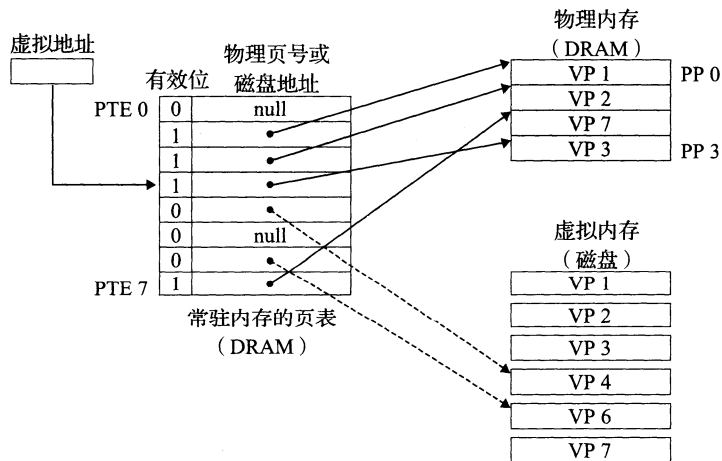 虚拟地址
物理页号或
有效位 磁盘地址
PTE 0 0 null
1
1
1
0
0 null
0
PTE 7 1
常驻内存的页表
（DRAM）
物理内存
（DRAM）
VP 1 PP 0
VP 2
VP 7
VP 3 PP 3
虚拟内存
（磁盘）
VP 1
VP 2
VP 3
VP 4
VP 6
VP 7